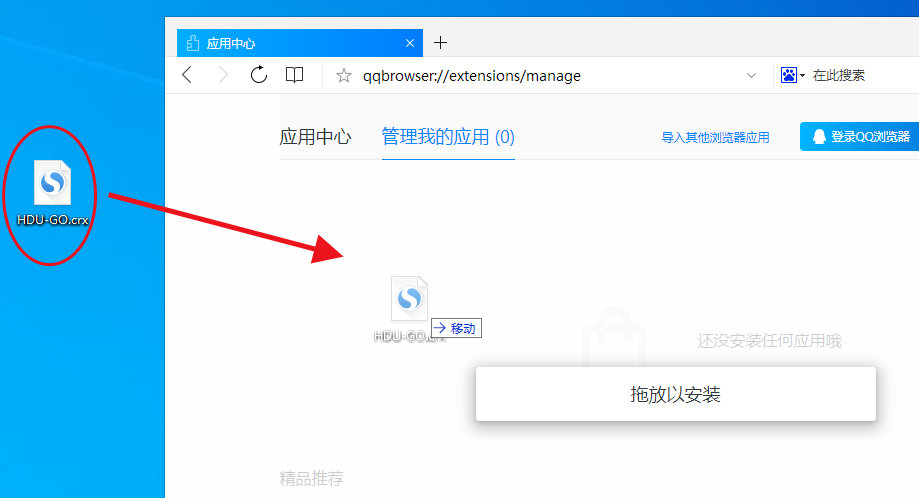 应用中心
qqbrowser://extensions/manage
在此搜索
应用中心
管理我的应用 (0)
导入其他浏览器应用
登录QQ浏览器
HDU-GO.crx
HDU-GO.crx
移动
还没安装任何应用哦
拖放以安装
精品推荐